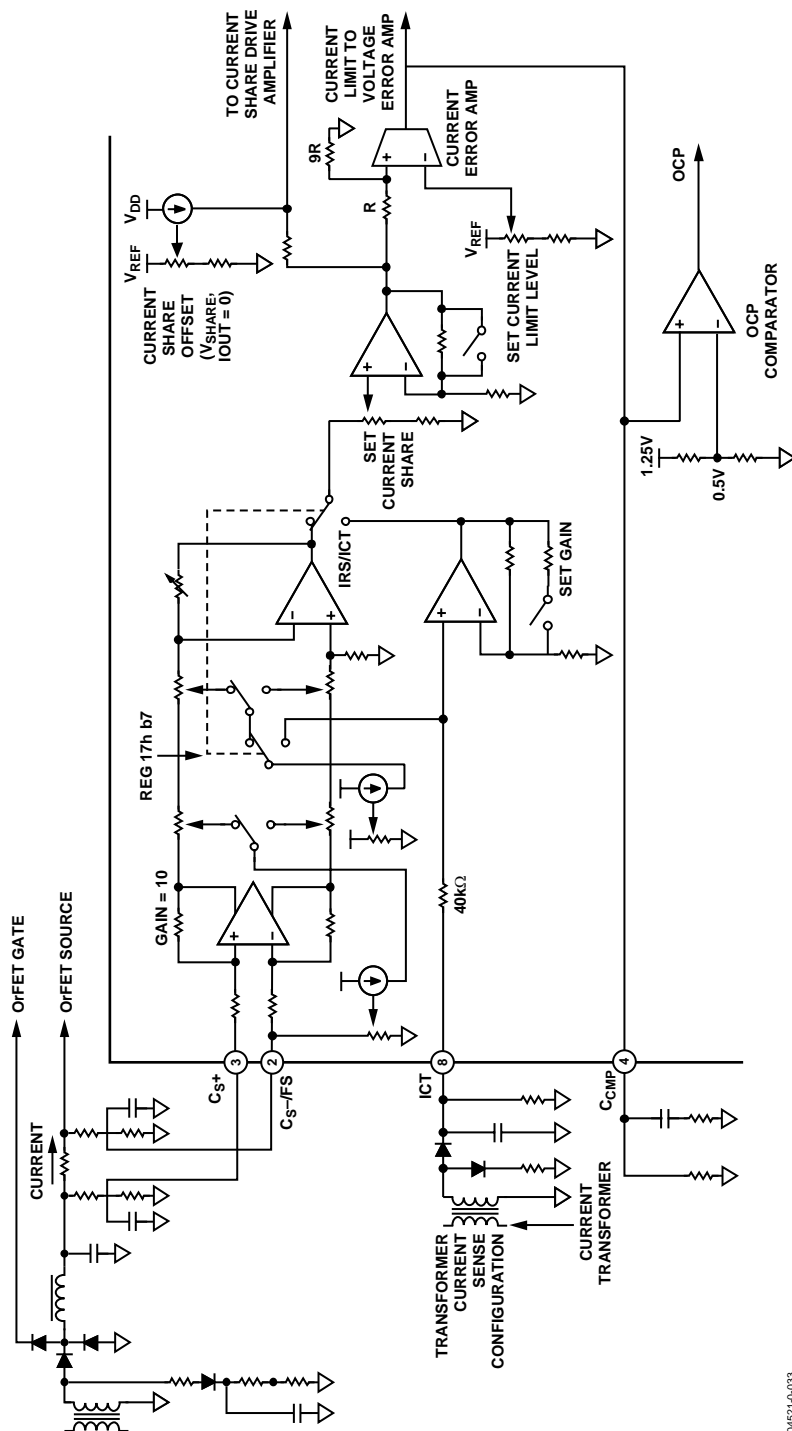 OrFET GATE
OrFET SOURCE
CURRENT
CS+
3
2
CS−/FS
GAIN = 10
+
−
REG 17h b7
−
+
IRS/ICT
VREF
VDD
CURRENT
SHARE
OFFSET
(VSHARE,
IOUT = 0)
TO CURRENT
SHARE DRIVE
AMPLIFIER
SET
CURRENT
SHARE
+
−
R
9R
+
−
CURRENT
LIMIT TO
VOLTAGE
ERROR AMP
CURRENT
ERROR AMP
VREF
SET CURRENT
LIMIT LEVEL
TRANSFORMER
CURRENT
SENSE
CONFIGURATION
CURRENT
TRANSFORMER
ICT
8
40kΩ
+
−
SET GAIN
CCMP
4
1.25V
0.5V
+
−
OCP
OCP
COMPARATOR
04521-0-033